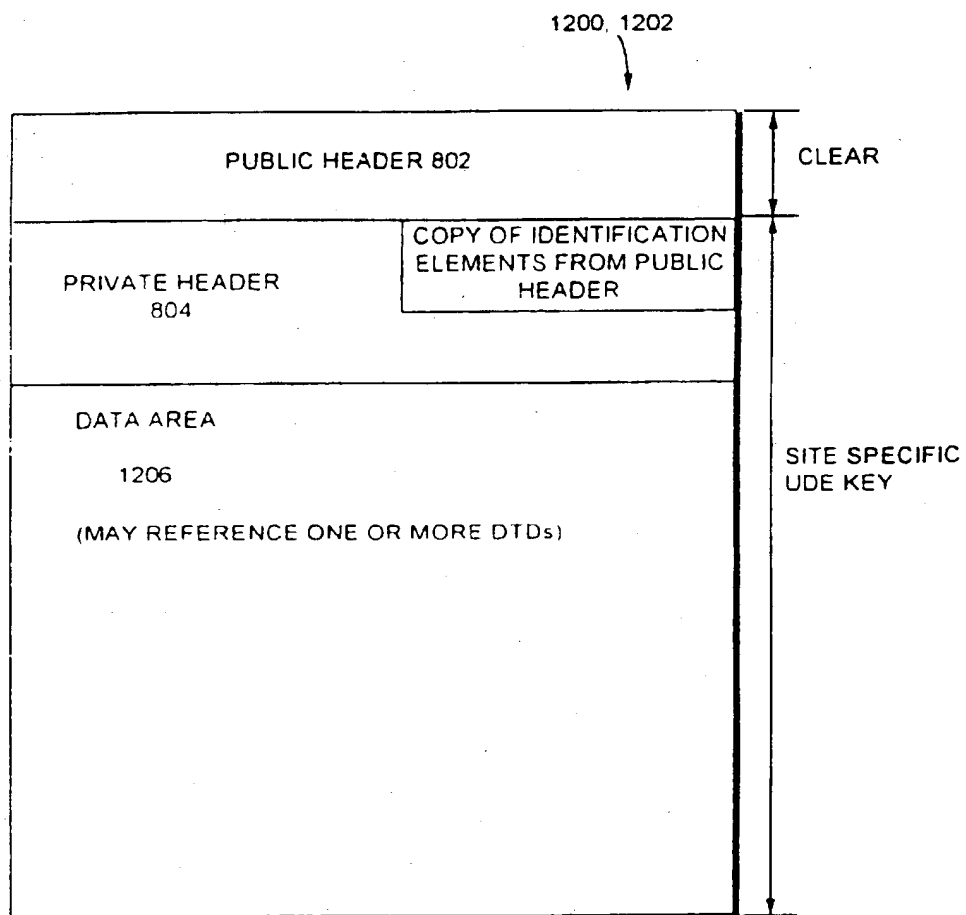 1200, 1202
PUBLIC HEADER 802
CLEAR
COPY OF IDENTIFICATION
ELEMENTS FROM PUBLIC
HEADER
PRIVATE HEADER
804
DATA AREA
1206
(MAY REFERENCE ONE OR MORE DTDs)
SITE SPECIFIC
UDE KEY